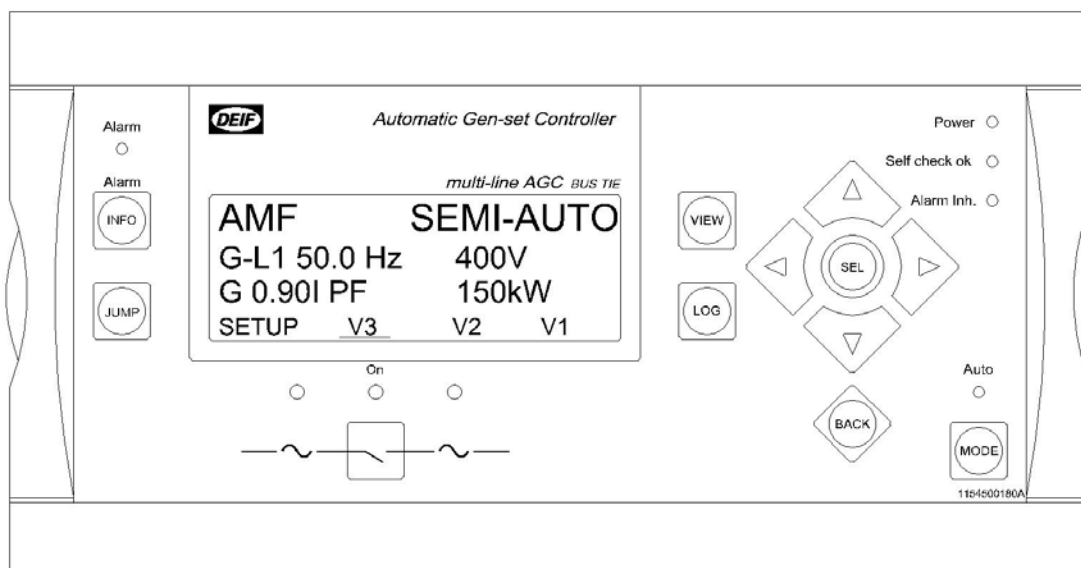 DEIF
Automatic Gen-set Controller
multi-line AGC BUS TIE
Alarm
Alarm
INFO
JUMP
AMF SEMI-AUTO
G-L1 50.0 Hz 400V
G 0.90I PF 150kW
SETUP V3 V2 V1
On
VIEW
LOG
Power
Self check ok
Alarm Inh.
SEL
BACK
Auto
MODE
1154500180A